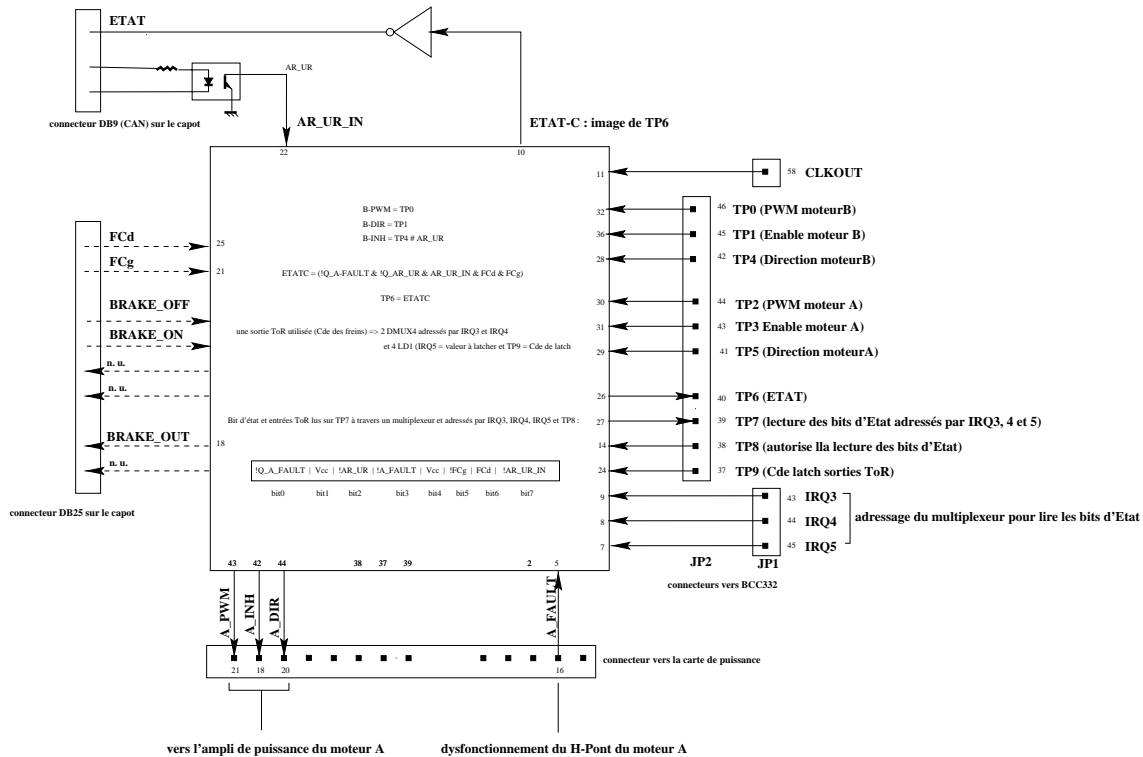 ETAT
AR_UR
connecteur DB9 (CAN) sur le capot
AR_UR_IN
ETAT-C : image de TP6
22
10
11
58
CLKOUT
B-PWM = TP0
B-DIR = TP1
B-INH = TP4 # AR_UR
32
46
TP0 (PWM moteurB)
36
45
TP1 (Enable moteur B)
28
42
TP4 (Direction moteurB)
FCd
25
FCg
21
ETATC = (!Q_A-FAULT & !Q_AR_UR & AR_UR_IN & FCd & FCg)
TP6 = ETATC
30
44
TP2 (PWM moteur A)
BRAKE_OFF
une sortie ToR utilisée (Cde des freins) => 2 DMUX4 adressés par IRQ3 et IRQ4
31
43
TP3 Enable moteur A)
BRAKE_ON
et 4 LD1 (IRQ5 = valeur à latcher et TP9 = Cde de latch
29
41
TP5 (Direction moteurA)
n. u.
n. u.
26
40
TP6 (ETAT)
Bit d'état et entrées ToR lus sur TP7 à travers un multiplexeur et adressés par IRQ3, IRQ4, IRQ5 et TP8 :
27
39
TP7 (lecture des bits d'Etat adressés par IRQ3, 4 et 5)
BRAKE_OUT
18
14
38
TP8 (autorise lla lecture des bits d'Etat)
n. u.
!Q_A_FAULT | Vcc | !AR_UR | !A_FAULT | Vcc | !FCg | FCd | !AR_UR_IN
24
37
TP9 (Cde latch sorties ToR)
bit0 bit1 bit2 bit3 bit4 bit5 bit6 bit7
9
43
IRQ3
connecteur DB25 sur le capot
8
44
IRQ4
adressage du multiplexeur pour lire les bits d'Etat
7
45
IRQ5
43 42 44 38 37 39 2 5
JP2
JP1
connecteurs vers BCC332
A_PWM
A_INH
A_DIR
A_FAULT
connecteur vers la carte de puissance
21 18 20 16
vers l'ampli de puissance du moteur A
dysfonctionnement du H-Pont du moteur A